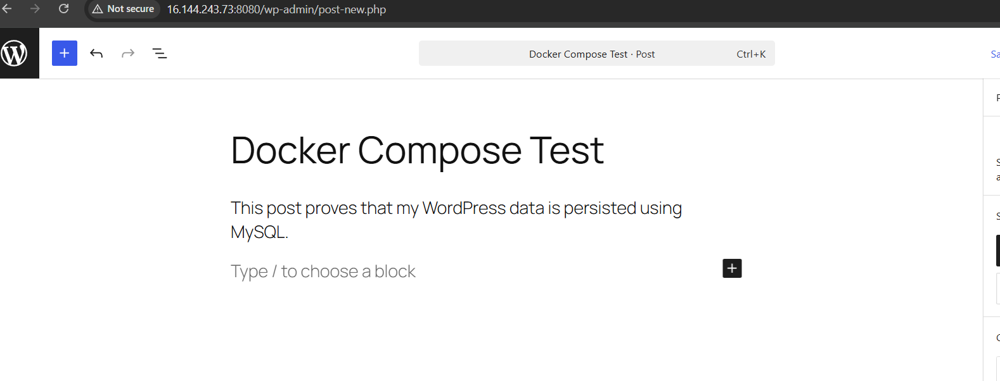 Not secure 16.144.243.73:8080/wp-admin/post-new.php
Docker Compose Test · Post Ctrl+K
Docker Compose Test
This post proves that my WordPress data is persisted using
MySQL.
Type / to choose a block